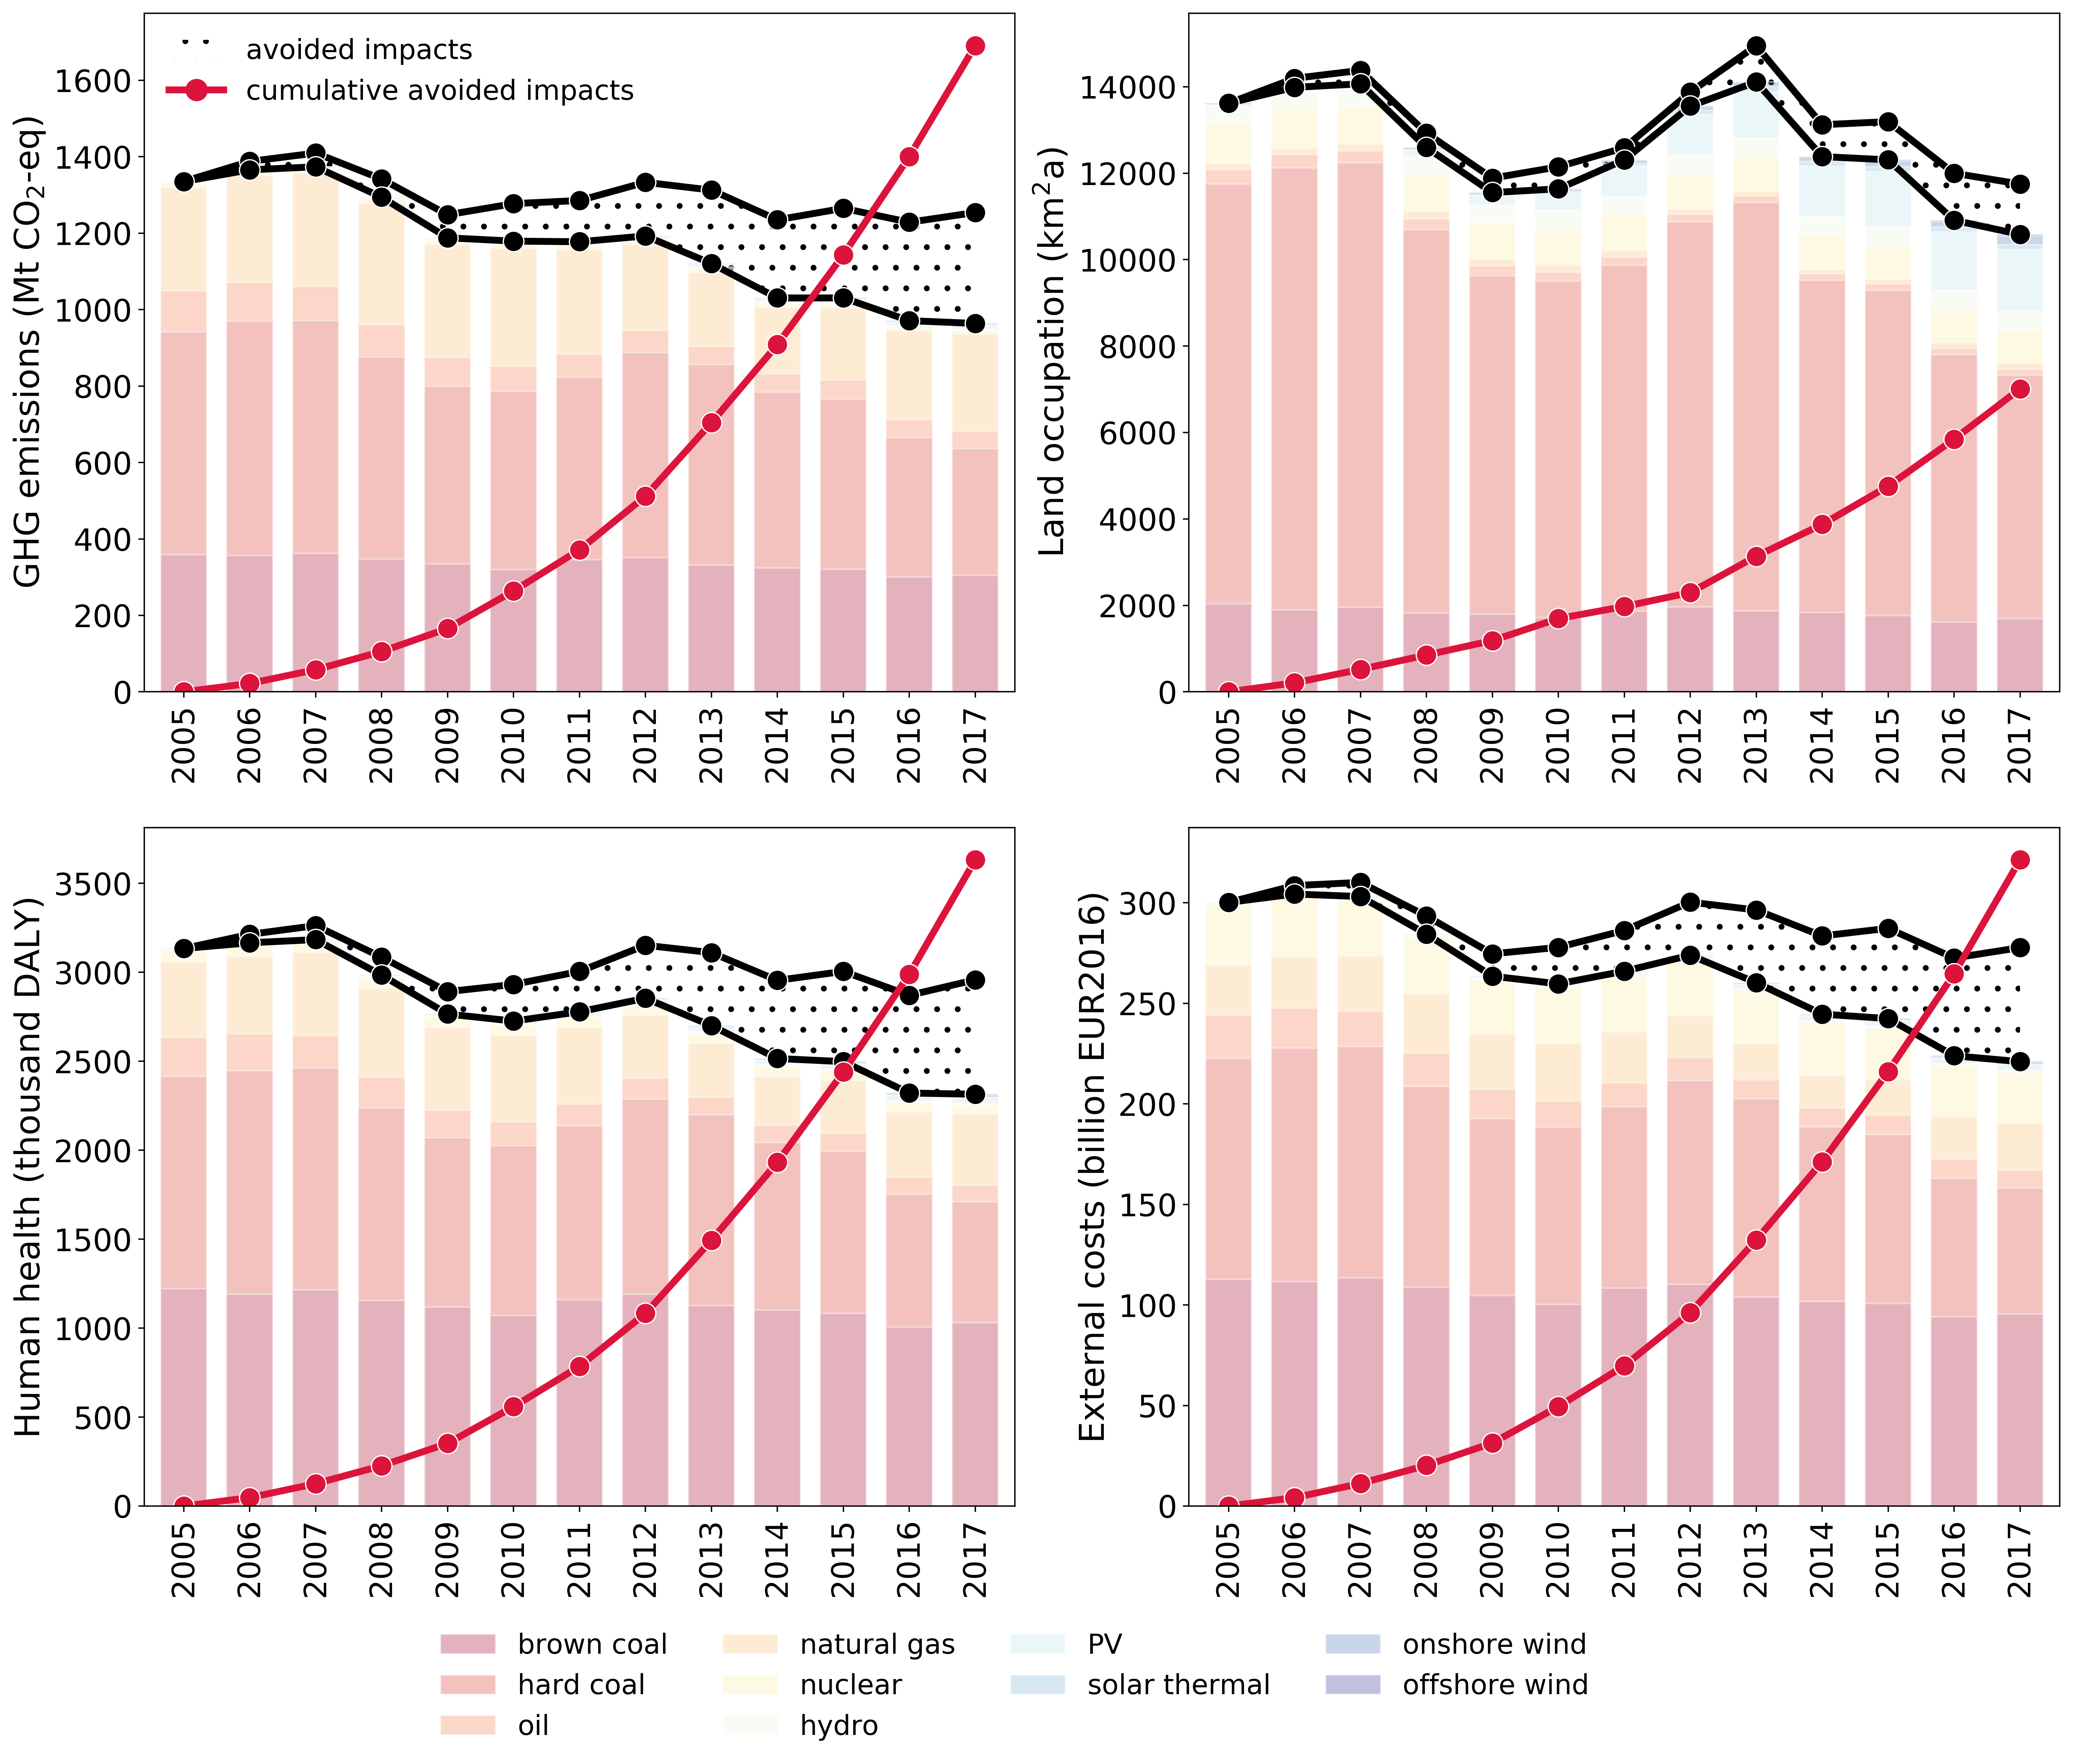 avoided impacts
cumulative avoided impacts
GHG emissions (Mt CO₂-eq)
1600
1400
1200
1000
800
600
400
200
0
2005 2006 2007 2008 2009 2010 2011 2012 2013 2014 2015 2016 2017
Land occupation (km²a)
14000
12000
10000
8000
6000
4000
2000
0
2005 2006 2007 2008 2009 2010 2011 2012 2013 2014 2015 2016 2017
Human health (thousand DALY)
3500
3000
2500
2000
1500
1000
500
0
2005 2006 2007 2008 2009 2010 2011 2012 2013 2014 2015 2016 2017
External costs (billion EUR2016)
300
250
200
150
100
50
0
2005 2006 2007 2008 2009 2010 2011 2012 2013 2014 2015 2016 2017
brown coal
hard coal
oil
natural gas
nuclear
hydro
PV
solar thermal
onshore wind
offshore wind